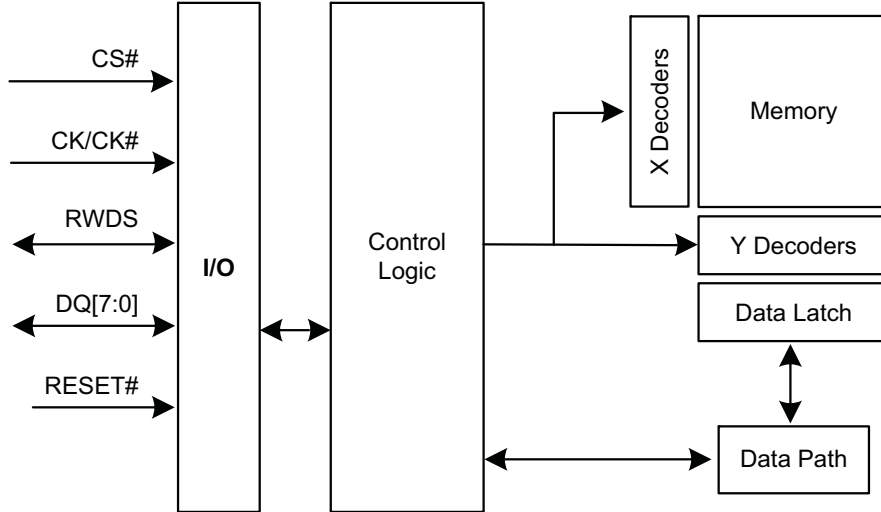 CS#
CK/CK#
RWDS
DQ[7:0]
RESET#
I/O
Control
Logic
X Decoders
Memory
Y Decoders
Data Latch
Data Path